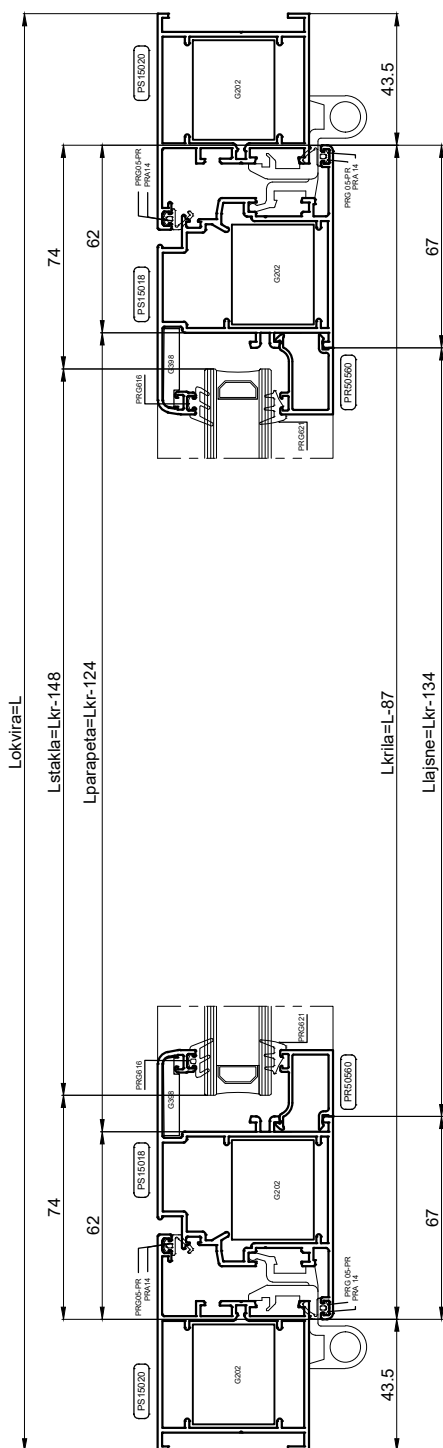 Lokvira=L
43.5
PS15020
G202
PRG05-PR
PRA14
PRG 05-PR
PRA 14
74
62
67
PS15018
G202
G398
PRG616
PRG621
PR50560
Lstakla=Lkr-148
Lparapeta=Lkr-124
Lkrila=L-87
Llajsne=Lkr-134
PRG621
PRG616
G398
PR50560
PS15018
G202
74
62
67
PRG05-PR
PRA14
PRG 05-PR
PRA 14
PS15020
G202
43.5